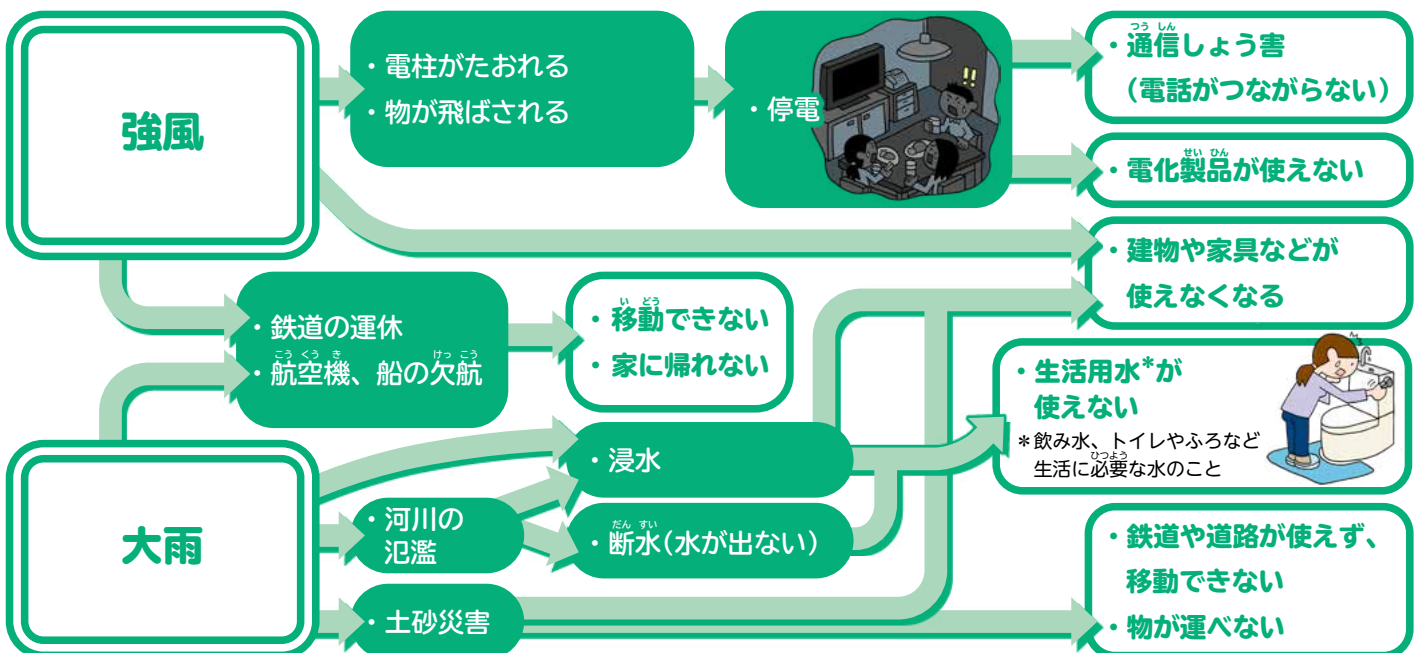 強風
・電柱がたおれる
・物が飛ばされる
・停電
!!
つうしん
・通信しょう害
（電話がつながらない）
せいひん
・電化製品が使えない
・建物や家具などが
使えなくなる
・鉄道の運休
こうくうき けっこう
・航空機、船の欠航
いどう
・移動できない
・家に帰れない
・生活用水*が
使えない
＊飲み水、トイレやふろなど
ひつよう
生活に必要な水のこと
大雨
・浸水
・河川の
氾濫
だんすい
・断水（水が出ない）
・土砂災害
・鉄道や道路が使えず、
移動できない
・物が運べない